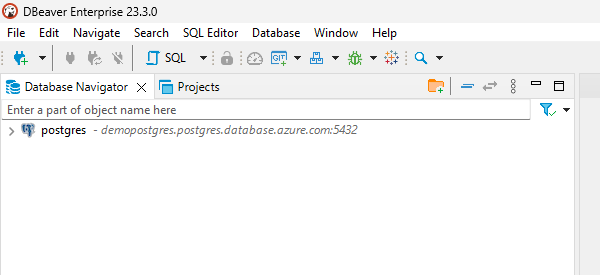 DBeaver Enterprise 23.3.0
File Edit Navigate Search SQL Editor Database Window Help
SQL GIT
Database Navigator Projects
Enter a part of object name here
postgres - demopostgres.postgres.database.azure.com:5432